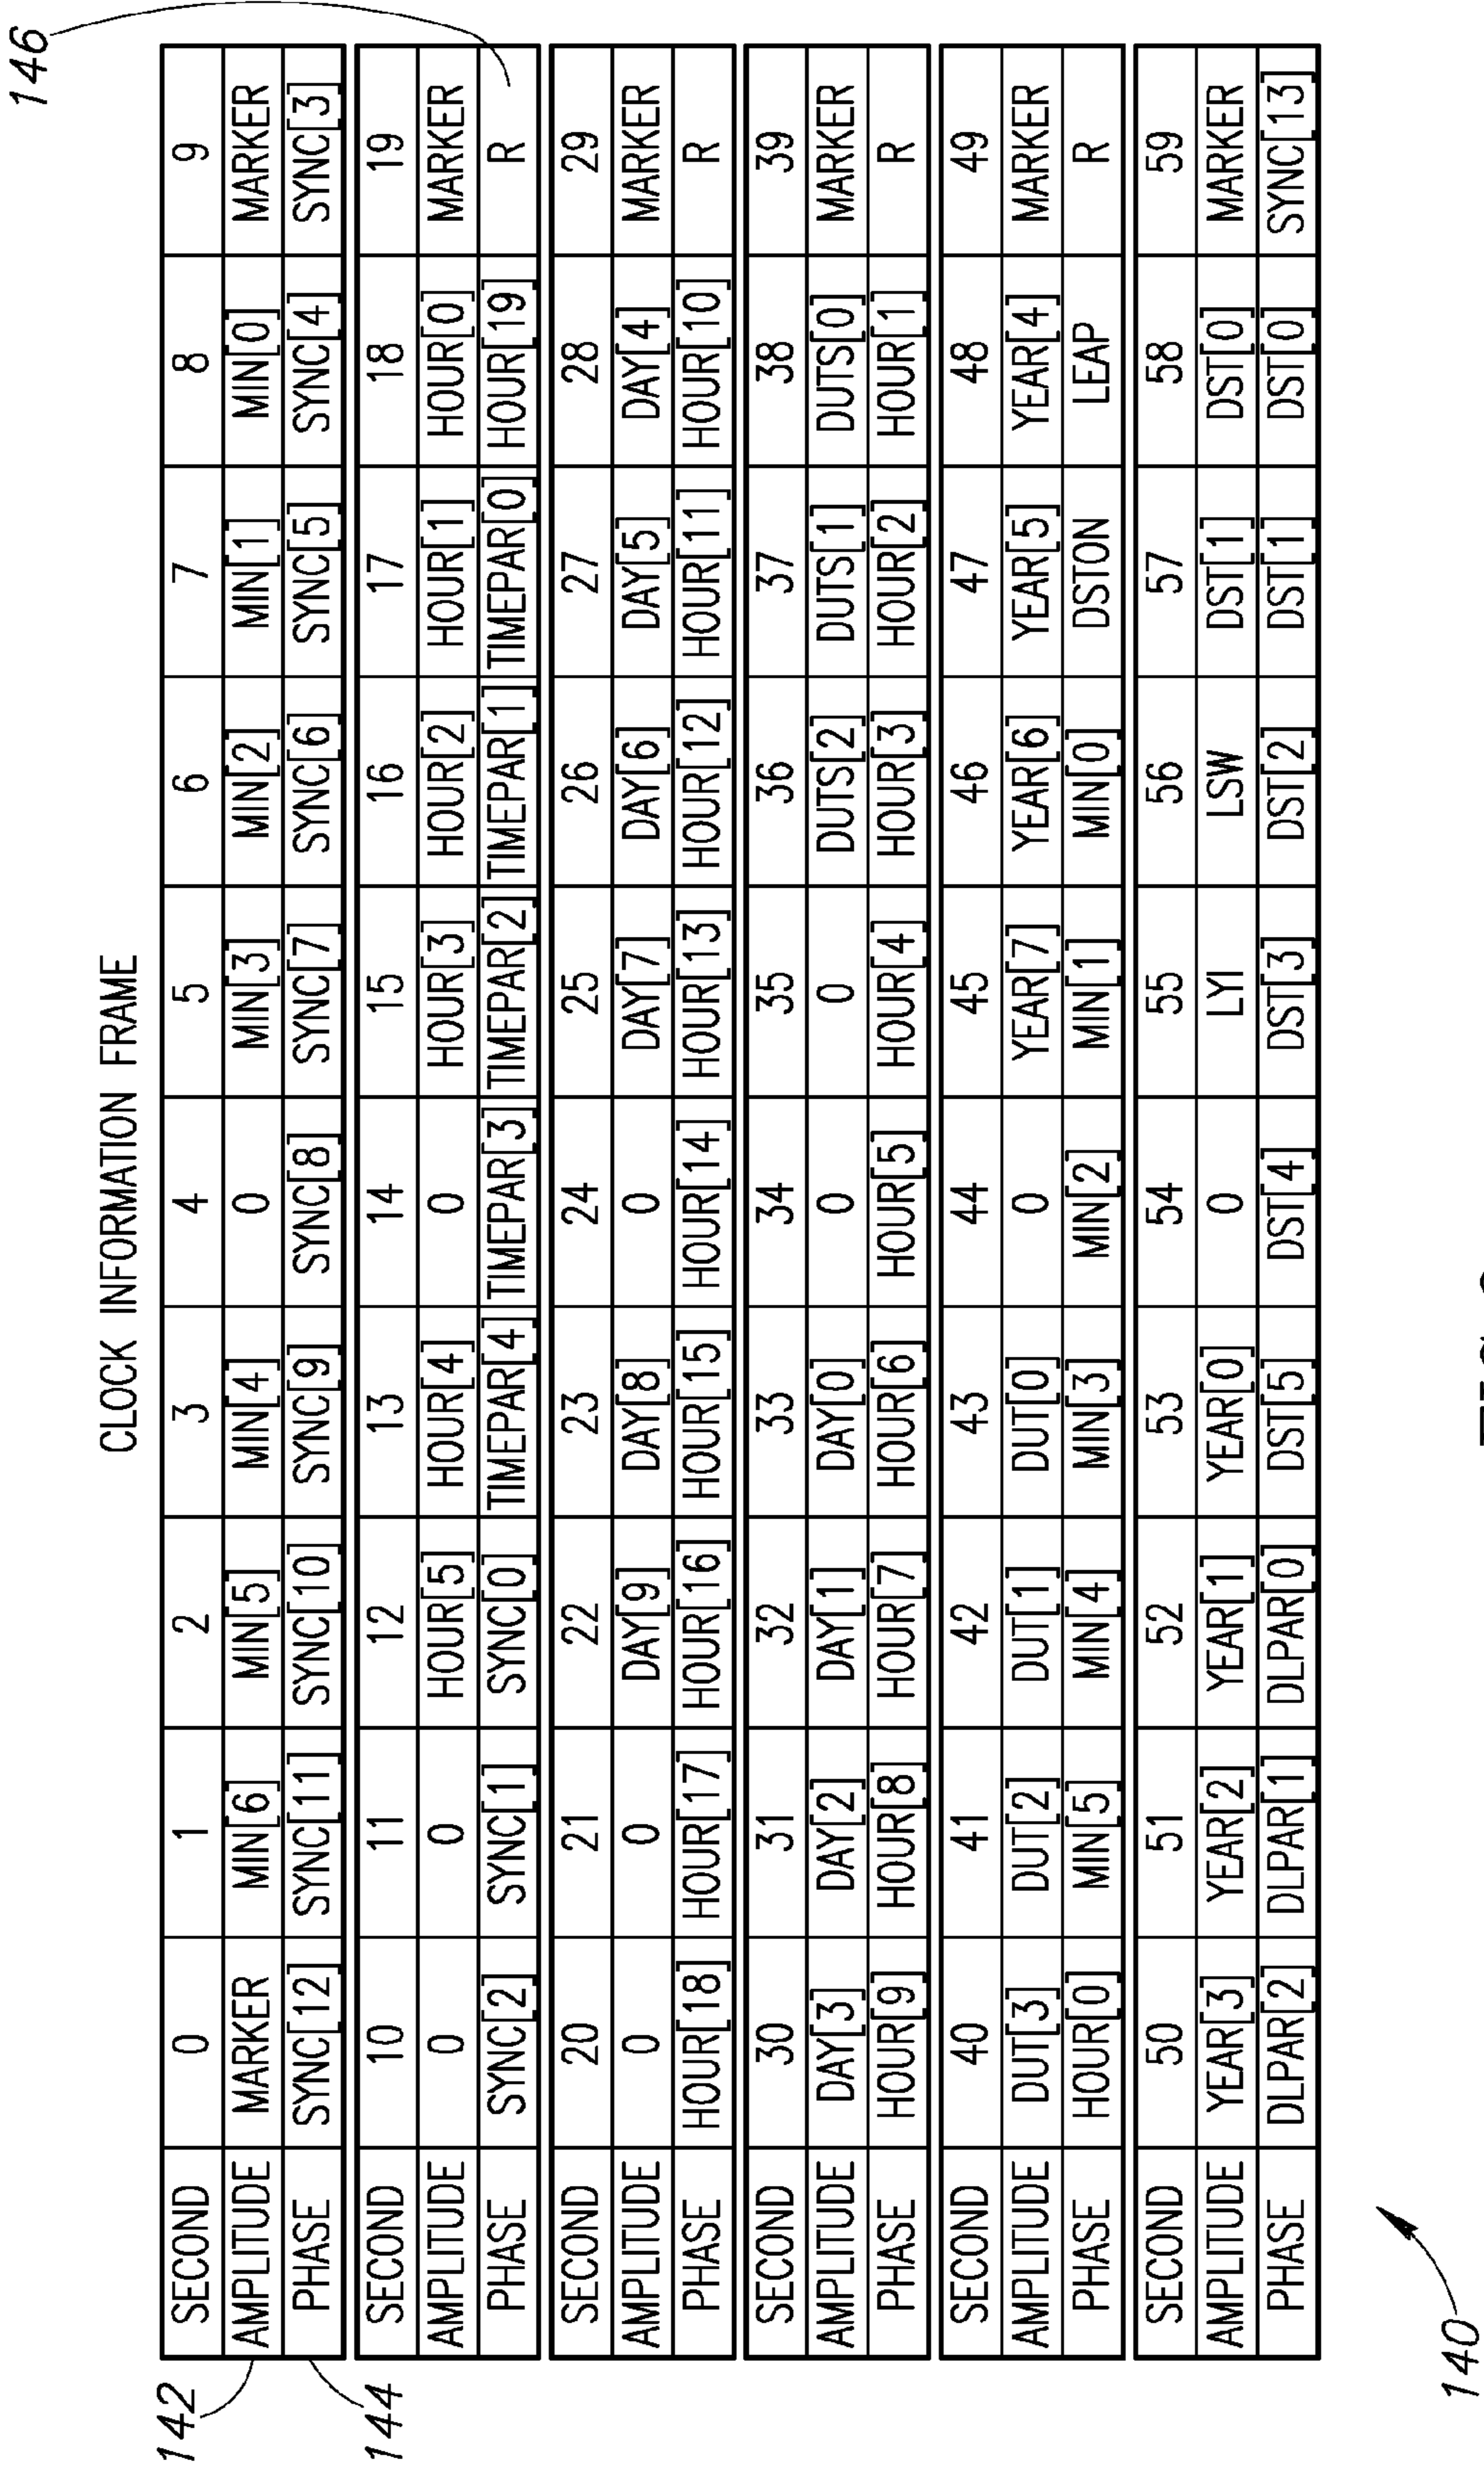 146
CLOCK INFORMATION FRAME
SECOND 0 1 2 3 4 5 6 7 8 9
142 AMPLITUDE MARKER MIN[6] MIN[5] MIN[4] 0 MIN[3] MIN[2] MIN[1] MIN[0] MARKER
144 PHASE SYNC[12] SYNC[11] SYNC[10] SYNC[9] SYNC[8] SYNC[7] SYNC[6] SYNC[5] SYNC[4] SYNC[3]
SECOND 10 11 12 13 14 15 16 17 18 19
AMPLITUDE 0 0 HOUR[5] HOUR[4] 0 HOUR[3] HOUR[2] HOUR[1] HOUR[0] MARKER
PHASE SYNC[2] SYNC[1] SYNC[0] TIMEPAR[4] TIMEPAR[3] TIMEPAR[2] TIMEPAR[1] TIMEPAR[0] HOUR[19] R
SECOND 20 21 22 23 24 25 26 27 28 29
AMPLITUDE 0 0 DAY[9] DAY[8] 0 DAY[7] DAY[6] DAY[5] DAY[4] MARKER
PHASE HOUR[18] HOUR[17] HOUR[16] HOUR[15] HOUR[14] HOUR[13] HOUR[12] HOUR[11] HOUR[10] R
SECOND 30 31 32 33 34 35 36 37 38 39
AMPLITUDE DAY[3] DAY[2] DAY[1] DAY[0] 0 0 DUTS[2] DUTS[1] DUTS[0] MARKER
PHASE HOUR[9] HOUR[8] HOUR[7] HOUR[6] HOUR[5] HOUR[4] HOUR[3] HOUR[2] HOUR[1] R
SECOND 40 41 42 43 44 45 46 47 48 49
AMPLITUDE DUT[3] DUT[2] DUT[1] DUT[0] 0 YEAR[7] YEAR[6] YEAR[5] YEAR[4] MARKER
PHASE HOUR[0] MIN[5] MIN[4] MIN[3] MIN[2] MIN[1] MIN[0] DSTON LEAP R
SECOND 50 51 52 53 54 55 56 57 58 59
AMPLITUDE YEAR[3] YEAR[2] YEAR[1] YEAR[0] 0 LYI LSW DST[1] DST[0] MARKER
PHASE DLPAR[2] DLPAR[1] DLPAR[0] DST[5] DST[4] DST[3] DST[2] DST[1] DST[0] SYNC[13]
140